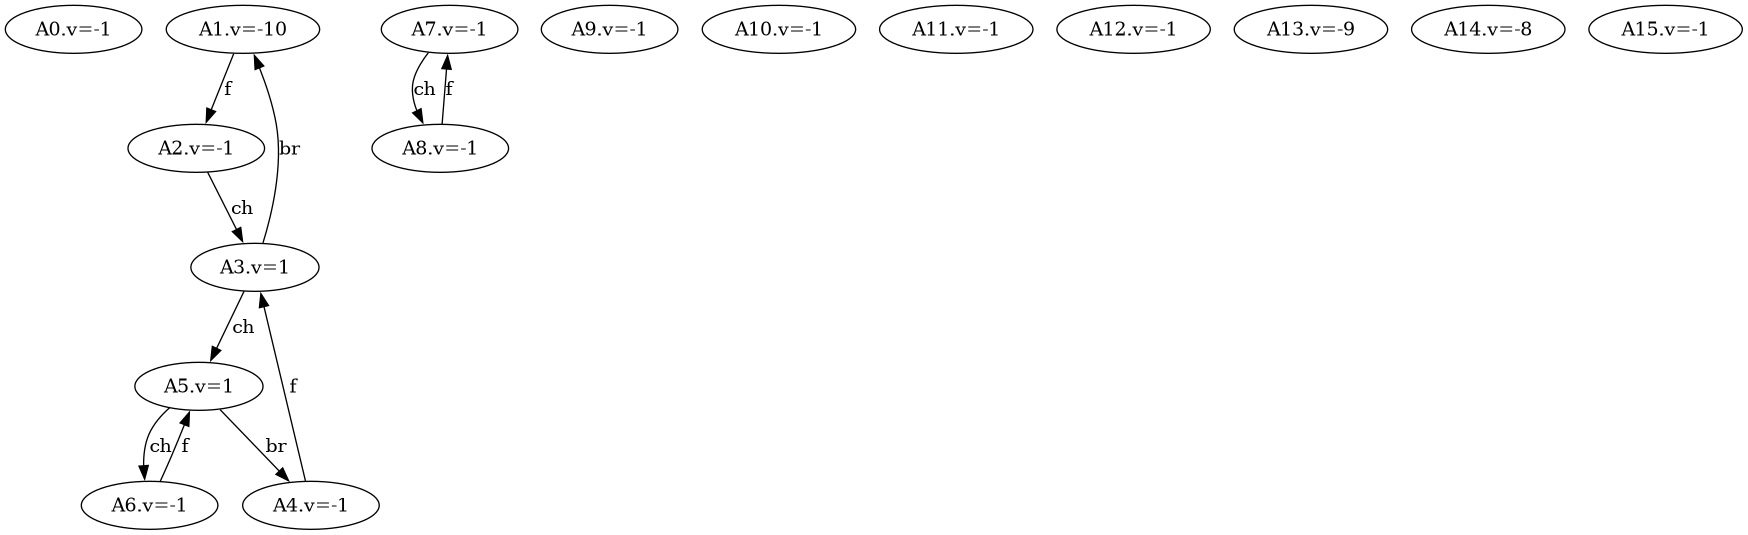 A0.v=-1
A1.v=-10
A7.v=-1
A9.v=-1
A10.v=-1
A11.v=-1
A12.v=-1
A13.v=-9
A14.v=-8
A15.v=-1
f
ch
f
A2.v=-1
br
A8.v=-1
ch
A3.v=1
ch
A5.v=1
f
ch
f
br
A6.v=-1
A4.v=-1